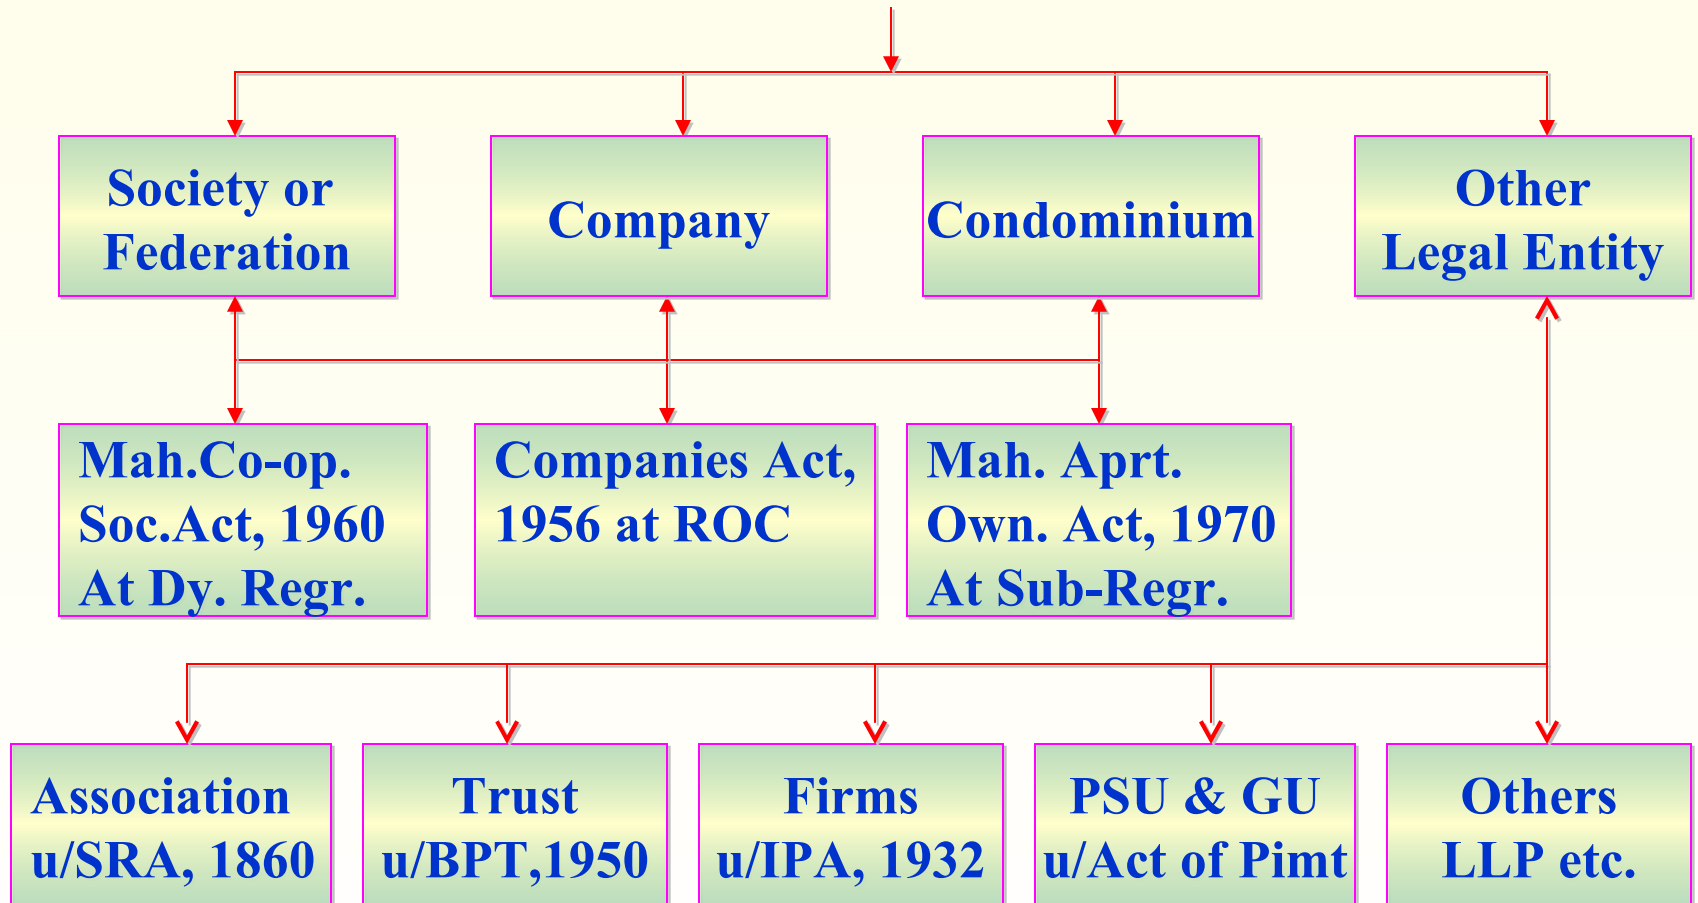 Society or
Federation
Company
Condominium
Other
Legal Entity
Mah.Co-op.
Soc.Act, 1960
At Dy. Regr.
Companies Act,
1956 at ROC
Mah. Aprt.
Own. Act, 1970
At Sub-Regr.
Association
u/SRA, 1860
Trust
u/BPT,1950
Firms
u/IPA, 1932
PSU & GU
u/Act of Pimt
Others
LLP etc.